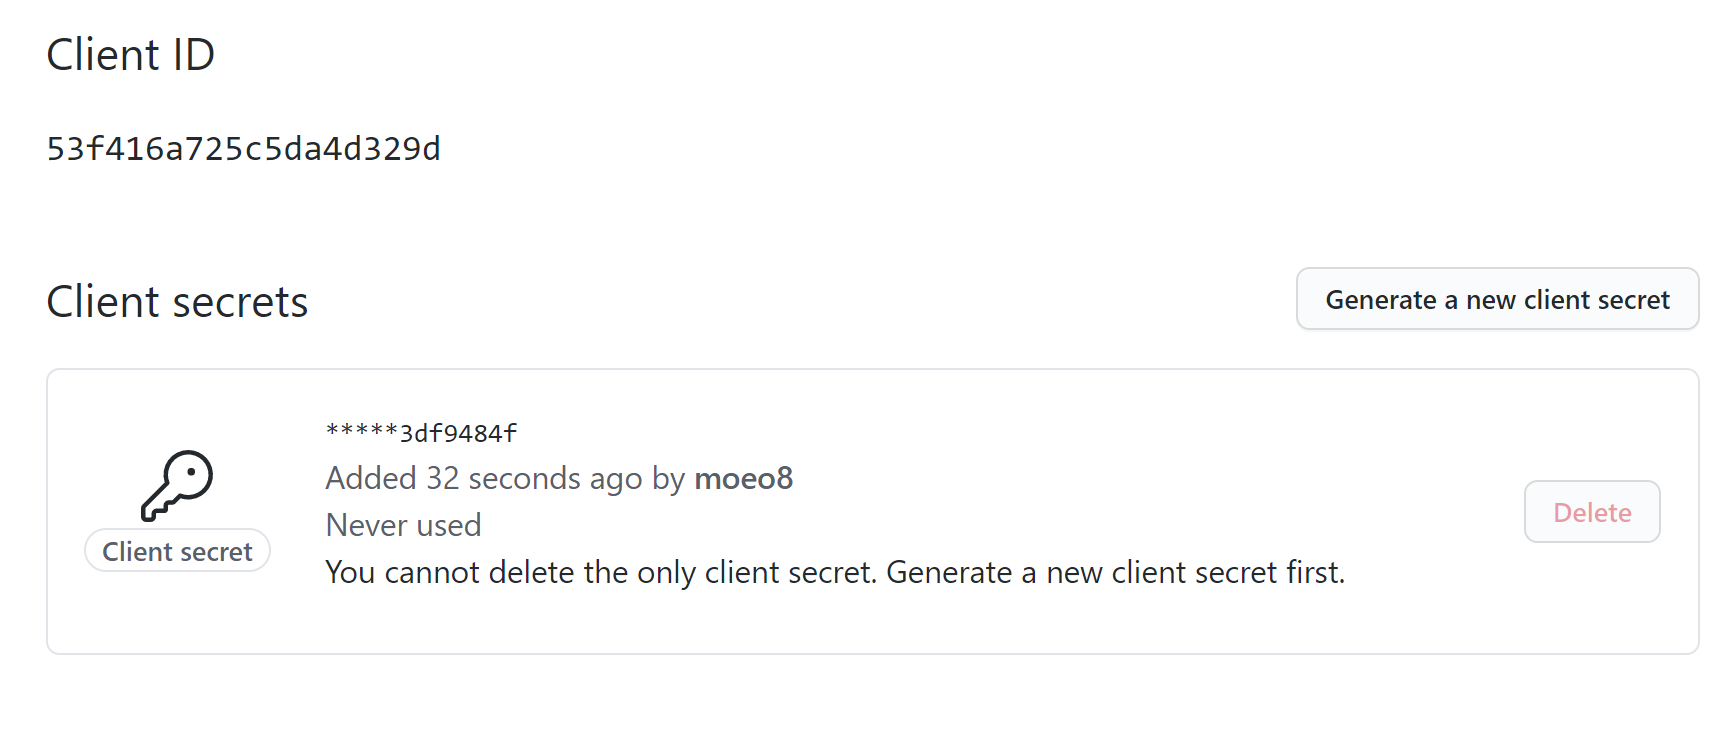 Client ID
53f416a725c5da4d329d
Client secrets
Generate a new client secret
*****3df9484f
Added 32 seconds ago by moeo8
Never used
Client secret
You cannot delete the only client secret. Generate a new client secret first.
Delete